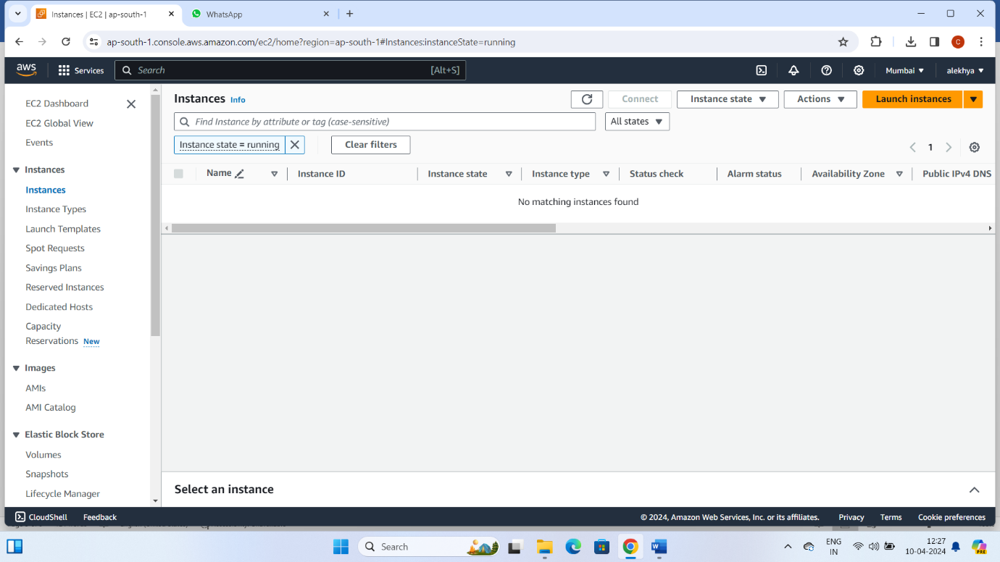 Instances | EC2 | ap-south-1
WhatsApp
ap-south-1.console.aws.amazon.com/ec2/home?region=ap-south-1#Instances:instanceState=running
C
aws
Services
Search
[Alt+S]
Mumbai
alekhya
EC2 Dashboard
EC2 Global View
Events
Instances
Instances
Instance Types
Launch Templates
Spot Requests
Savings Plans
Reserved Instances
Dedicated Hosts
Capacity
Reservations New
Images
AMIs
AMI Catalog
Elastic Block Store
Volumes
Snapshots
Lifecycle Manager
Instances Info
Connect
Instance state
Actions
Launch instances
Find Instance by attribute or tag (case-sensitive)
All states
Instance state = running
Clear filters
1
Name
Instance ID
Instance state
Instance type
Status check
Alarm status
Availability Zone
Public IPv4 DNS
No matching instances found
Select an instance
CloudShell
Feedback
© 2024, Amazon Web Services, Inc. or its affiliates.
Privacy
Terms
Cookie preferences
Search
W
ENG
IN
12:27
10-04-2024
PRE